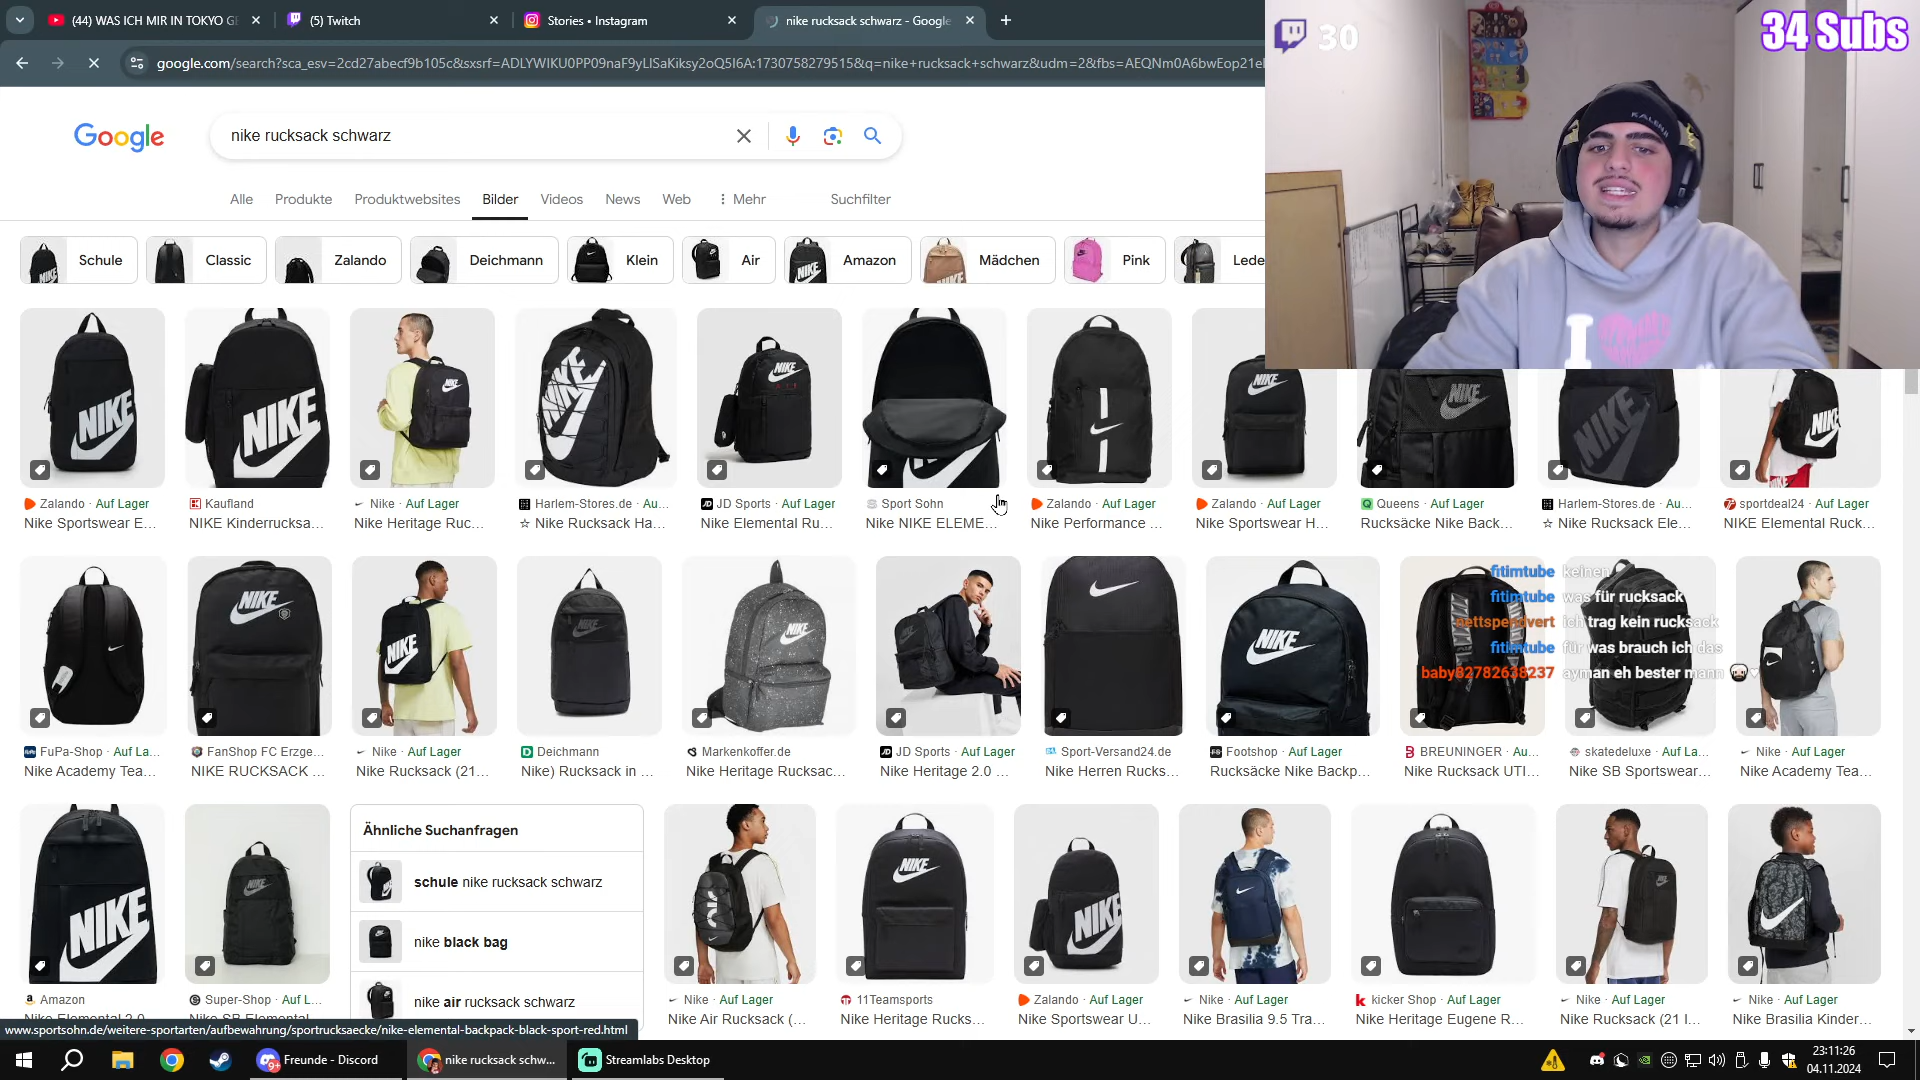 (44) WAS ICH MIR IN TOKYO GE
(5) Twitch
Stories • Instagram
nike rucksack schwarz - Google
google.com/search?sca_esv=2cd27abecf9b105c&sxsrf=ADLYWIKU0PP09naF9yLlSaKiksy2oQ5I6A:1730758279515&q=nike+rucksack+schwarz&udm=2&fbs=AEQNm0A6bwEop21e
30
34 Subs
KALENJI
I
Google
nike rucksack schwarz
Alle Produkte Produktwebsites Bilder Videos News Web Mehr Suchfilter
Schule Classic Zalando Deichmann Klein Air Amazon Mädchen Pink Lede
Zalando · Auf Lager
Nike Sportswear E...
Kaufland
NIKE Kinderrucksa...
Nike · Auf Lager
Nike Heritage Ruc...
Harlem-Stores.de · Au...
☆ Nike Rucksack Ha...
JD Sports · Auf Lager
Nike Elemental Ru...
Sport Sohn
Nike NIKE ELEME...
Zalando · Auf Lager
Nike Performance ...
Zalando · Auf Lager
Nike Sportswear H...
Queens · Auf Lager
Rucksäcke Nike Back...
Harlem-Stores.de · Au...
☆ Nike Rucksack Ele...
sportdeal24 · Auf Lager
NIKE Elemental Ruck...
fitimtube keinen
fitimtube was für rucksack
nettspendvert ich trag kein rucksack
fitimtube für was brauch ich das
baby82782638237 ayman eh bester mann
FuPa-Shop · Auf La...
Nike Academy Tea...
FanShop FC Erzge...
NIKE RUCKSACK ...
Nike · Auf Lager
Nike Rucksack (21...
Deichmann
Nike) Rucksack in ...
Markenkoffer.de
Nike Heritage Rucksac...
JD Sports · Auf Lager
Nike Heritage 2.0 ...
Sport-Versand24.de
Nike Herren Rucks...
Footshop · Auf Lager
Rucksäcke Nike Backp...
BREUNINGER · Au...
Nike Rucksack UTI...
skatedeluxe · Auf La...
Nike SB Sportswear...
Nike · Auf Lager
Nike Academy Tea...
Amazon
Nike Elemental 2.0
Super-Shop · Auf L...
Nike SB Elemental
Ähnliche Suchanfragen
schule nike rucksack schwarz
nike black bag
nike air rucksack schwarz
Nike · Auf Lager
Nike Air Rucksack (...
11Teamsports
Nike Heritage Rucks...
Zalando · Auf Lager
Nike Sportswear U...
Nike · Auf Lager
Nike Brasilia 9.5 Tra...
kicker Shop · Auf Lager
Nike Heritage Eugene R...
Nike · Auf Lager
Nike Rucksack (21 l...
Nike · Auf Lager
Nike Brasilia Kinder...
www.sportsohn.de/weitere-sportarten/aufbewahrung/sportrucksaecke/nike-elemental-backpack-black-sport-red.html
9+ Freunde - Discord
nike rucksack schw...
Streamlabs Desktop
23:11:26
04.11.2024